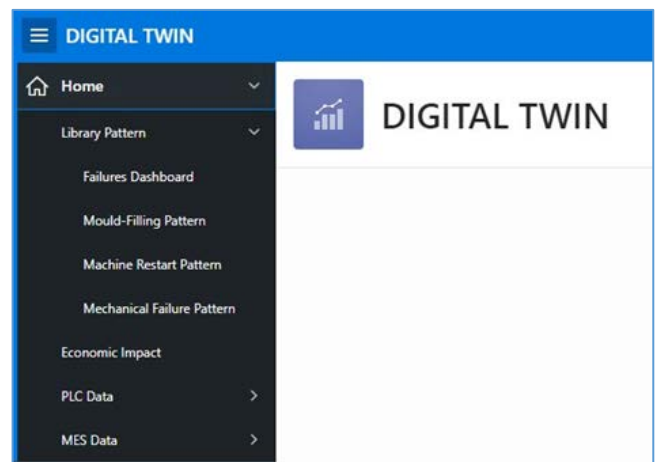 DIGITAL TWIN
Home
Library Pattern
Failures Dashboard
Mould-Filling Pattern
Machine Restart Pattern
Mechanical Failure Pattern
Economic Impact
PLC Data
MES Data
DIGITAL TWIN